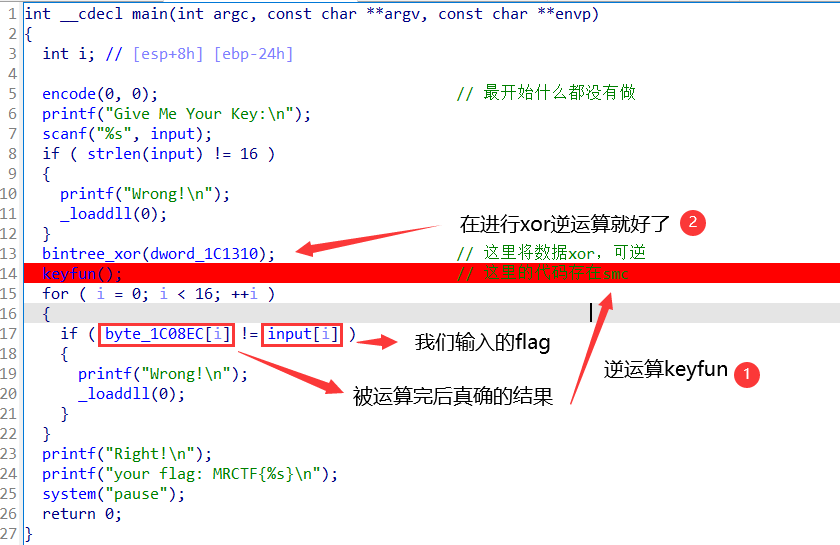 1 int __cdecl main(int argc, const char **argv, const char **envp)
2 {
3 int i; // [esp+8h] [ebp-24h]
4
5 encode(0, 0); // 最开始什么都没有做
6 printf("Give Me Your Key:\n");
7 scanf("%s", input);
8 if ( strlen(input) != 16 )
9 {
10 printf("Wrong!\n");
11 _loaddll(0);
12 }
在进行xor逆运算就好了 2
13 bintree_xor(dword_1C1310); // 这里将数据xor，可逆
14 keyfun(); // smc
15 for ( i = 0; i < 16; ++i )
16 {
17 if ( byte_1C08EC[i] != input[i] ) 我们输入的flag
18 {
逆运算keyfun 1
19 printf("Wrong!\n");
20 _loaddll(0); 被运算完后真确的结果
21 }
22 }
23 printf("Right!\n");
24 printf("your flag: MRCTF{%s}\n");
25 system("pause");
26 return 0;
27 }